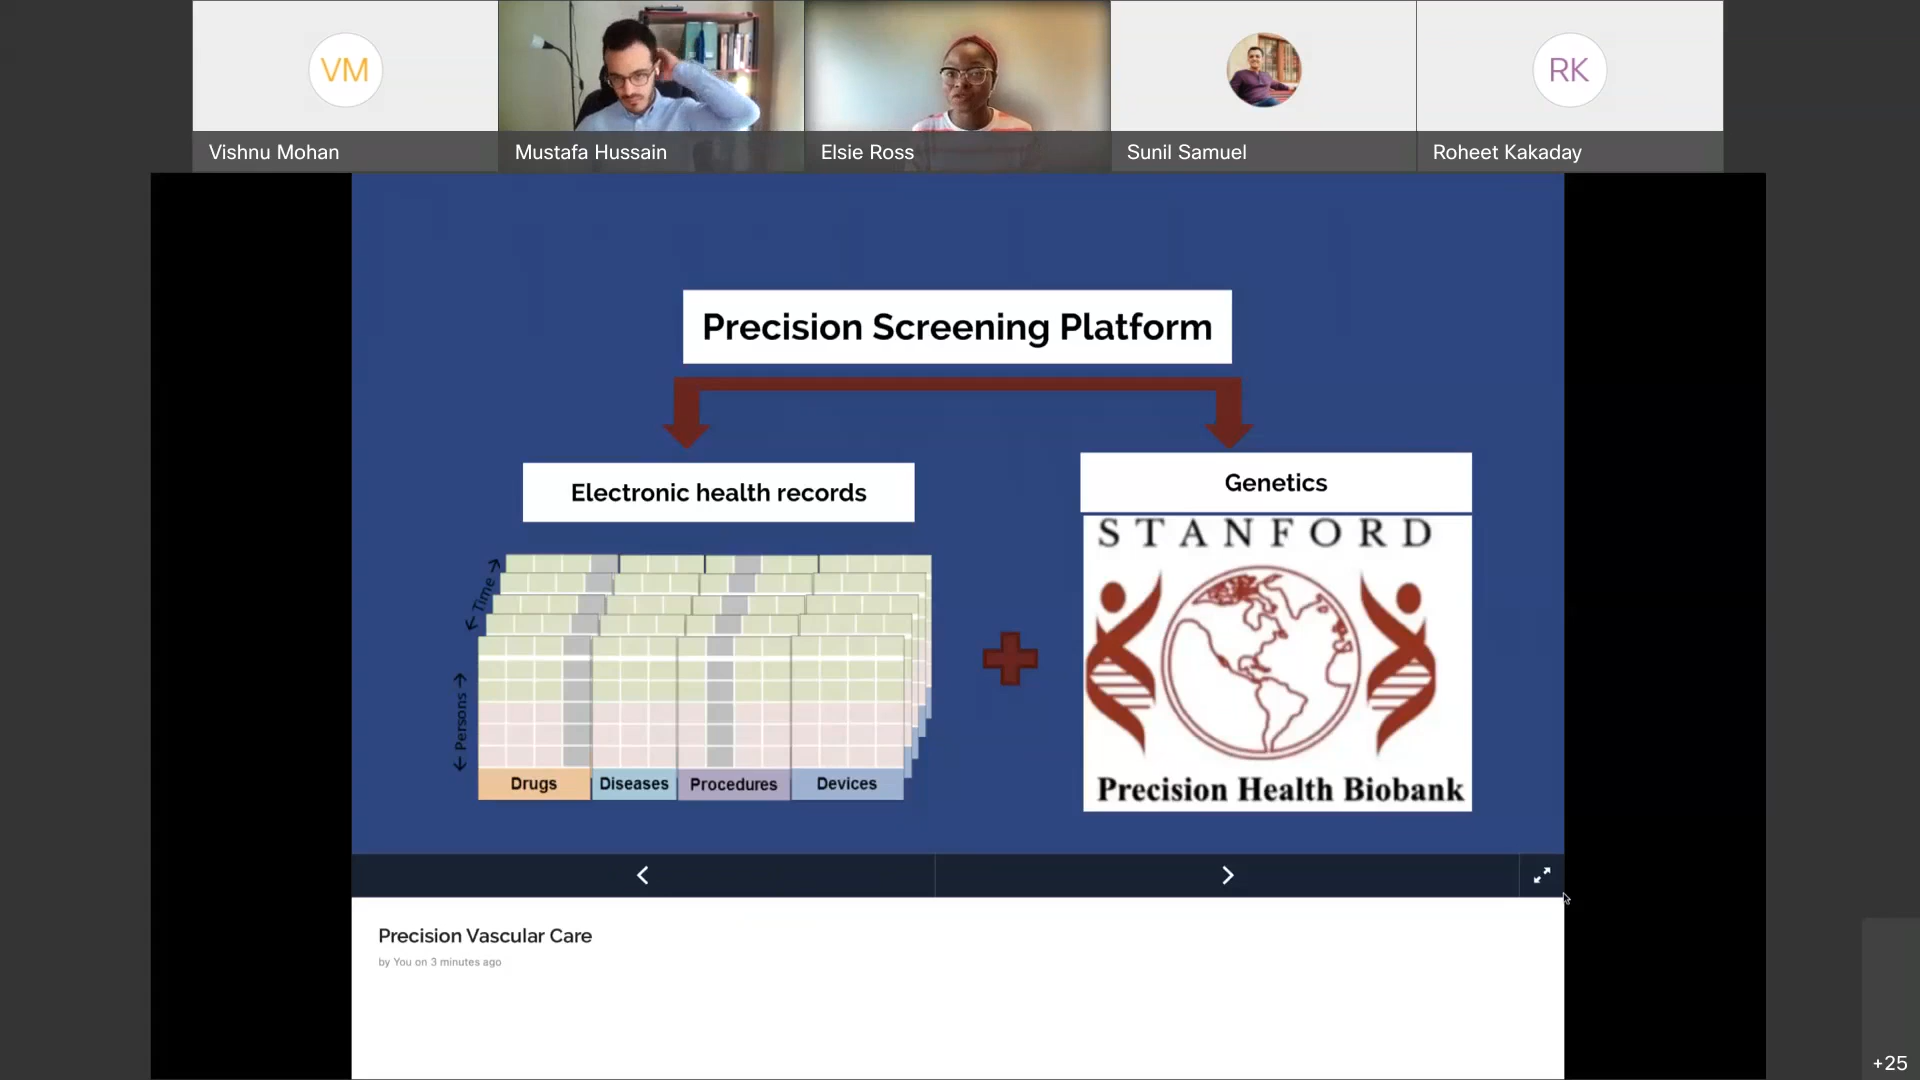 VM
RK
Vishnu Mohan
Mustafa Hussain
Elsie Ross
Sunil Samuel
Roheet Kakaday
Precision Screening Platform
Electronic health records
Genetics
STANFORD
← Time →
← Persons →
Drugs
Diseases
Procedures
Devices
Precision Health Biobank
Precision Vascular Care
by You on 3 minutes ago
+25